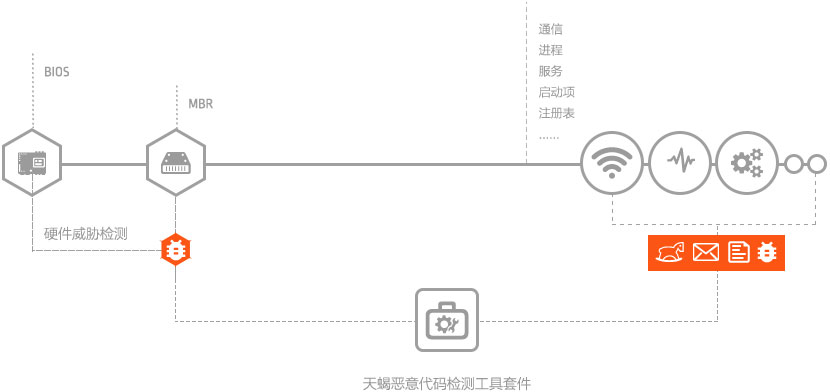 通信
进程
BIOS
服务
启动项
MBR
注册表
......
硬件威胁检测
天蝎恶意代码检测工具套件